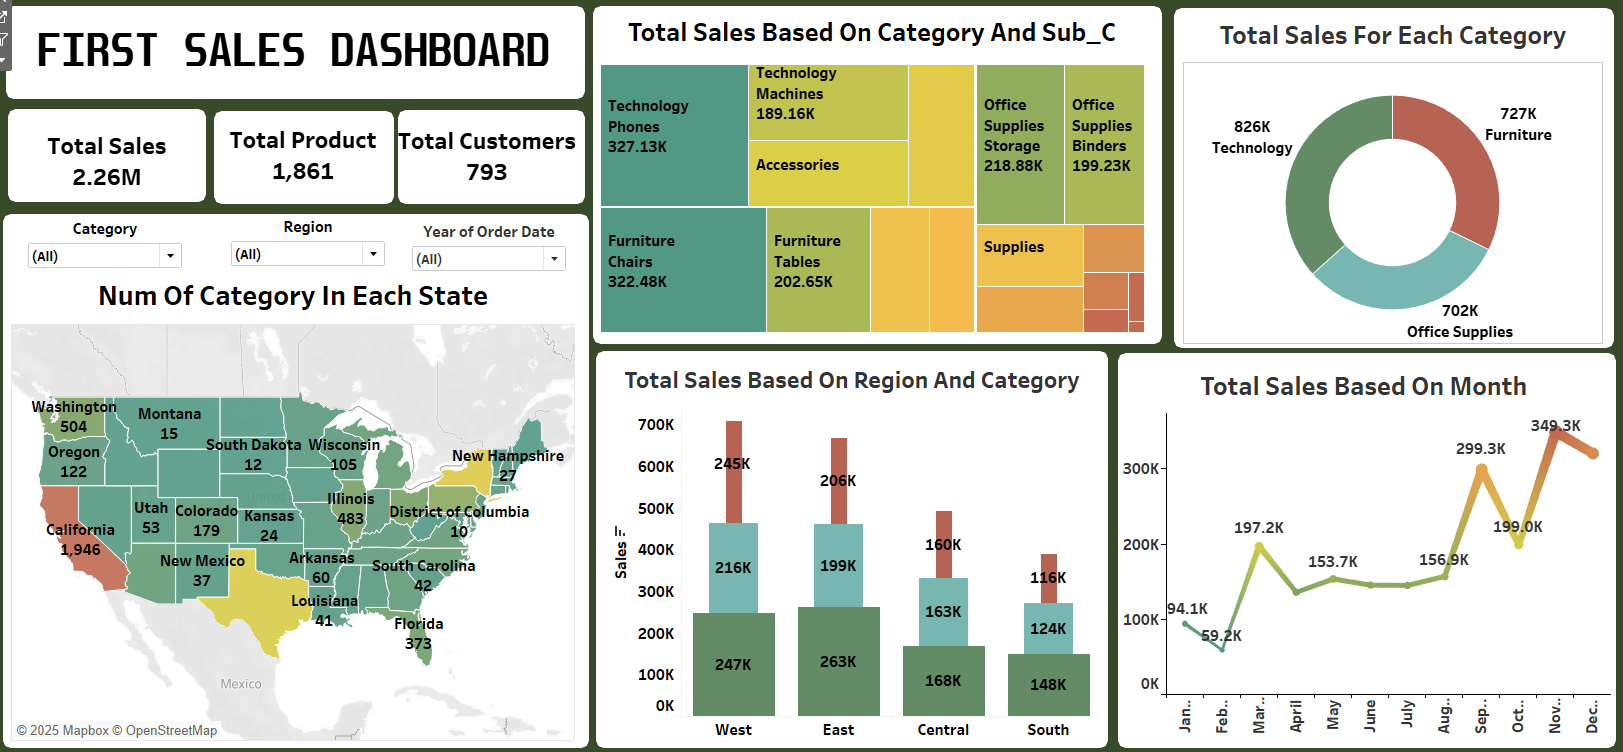 FIRST SALES DASHBOARD
Total Sales
2.26M
Total Product
1,861
Total Customers
793
Category
(All)
Region
(All)
Year of Order Date
(All)
Num Of Category In Each State
Washington
504
Montana
15
Oregon
122
South Dakota
12
Wisconsin
105
New Hampshire
27
United
Utah
53
Colorado
179
Kansas
24
Illinois
483
District of Columbia
10
California
1,946
New Mexico
37
Arkansas
60
South Carolina
42
Louisiana
41
Florida
373
Mexico
© 2025 Mapbox © OpenStreetMap
Total Sales Based On Category And Sub_C
Technology
Phones
327.13K
Technology
Machines
189.16K
Accessories
Furniture
Chairs
322.48K
Furniture
Tables
202.65K
Office
Supplies
Storage
218.88K
Office
Supplies
Binders
199.23K
Supplies
Total Sales For Each Category
826K
Technology
727K
Furniture
702K
Office Supplies
Total Sales Based On Region And Category
Sales
700K
600K
500K
400K
300K
200K
100K
0K
245K
216K
247K
206K
199K
263K
160K
163K
168K
116K
124K
148K
West
East
Central
South
Total Sales Based On Month
300K
200K
100K
0K
94.1K
59.2K
197.2K
153.7K
156.9K
299.3K
199.0K
349.3K
Jan..
Feb..
Mar..
April
May
June
July
Aug..
Sep..
Oct..
Nov..
Dec..